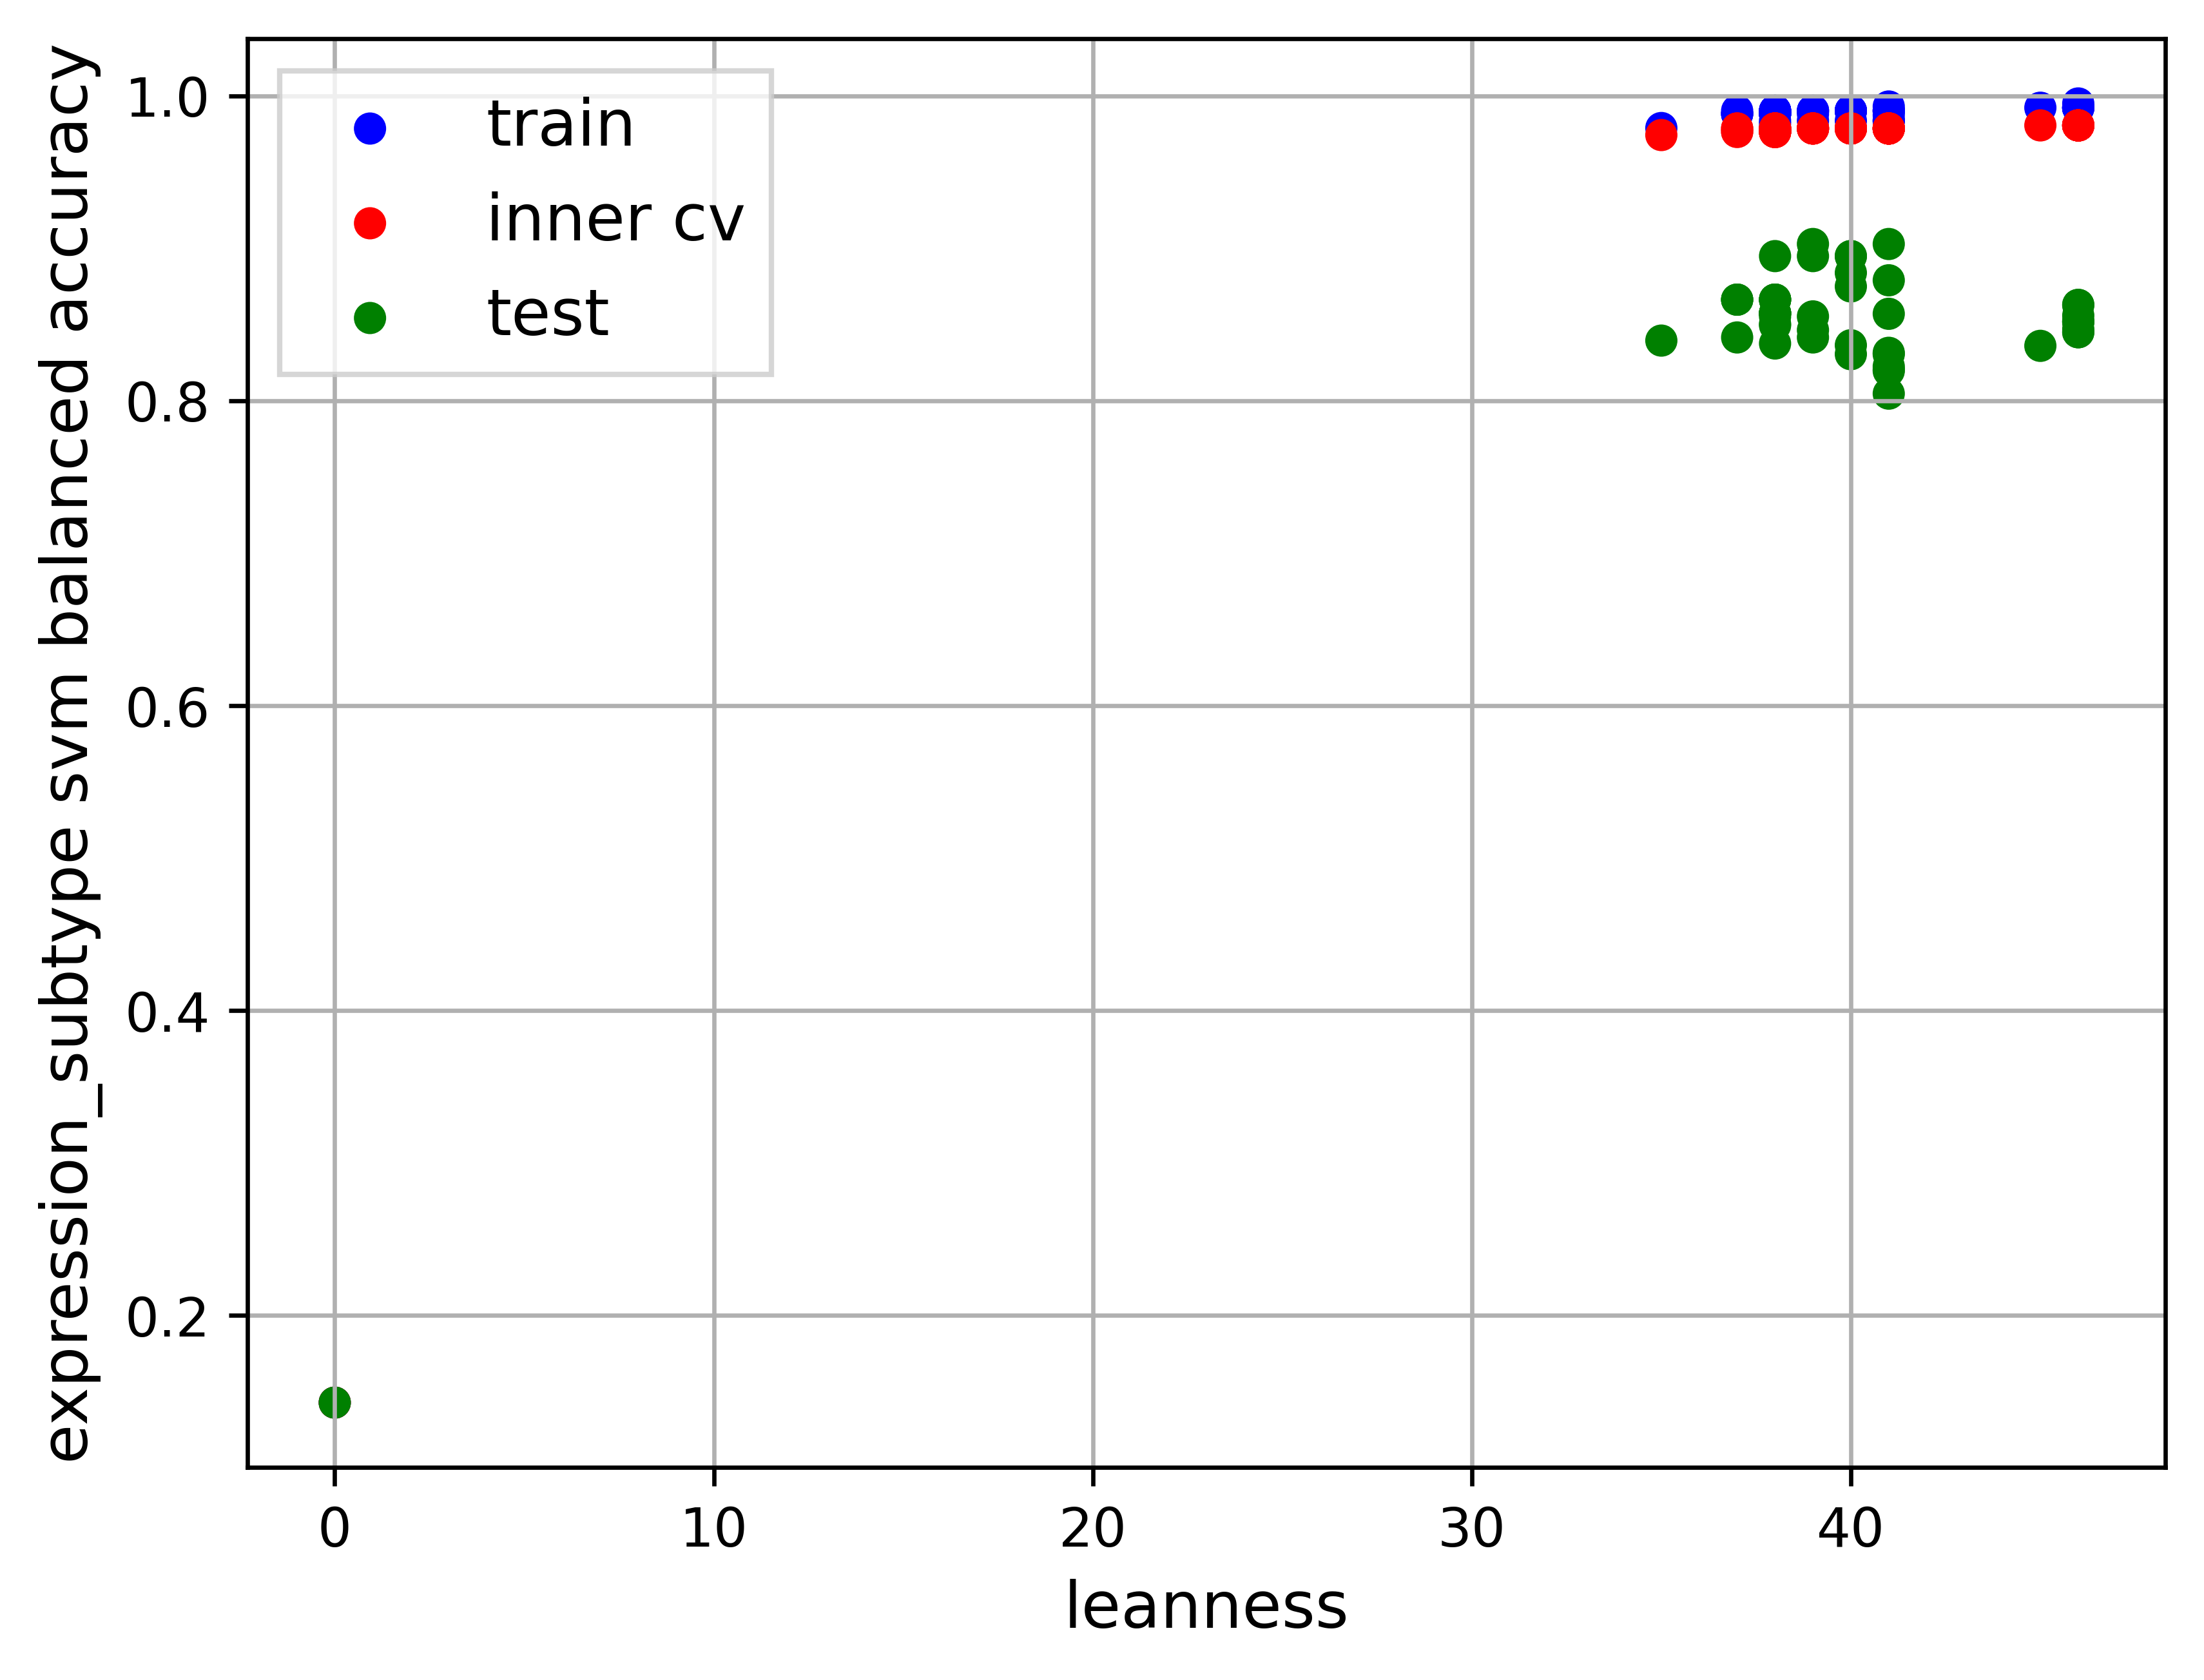 expression_subtype svm balanced accuracy
1.0
0.8
0.6
0.4
0.2
train
inner cv
test
0 10 20 30 40
leanness